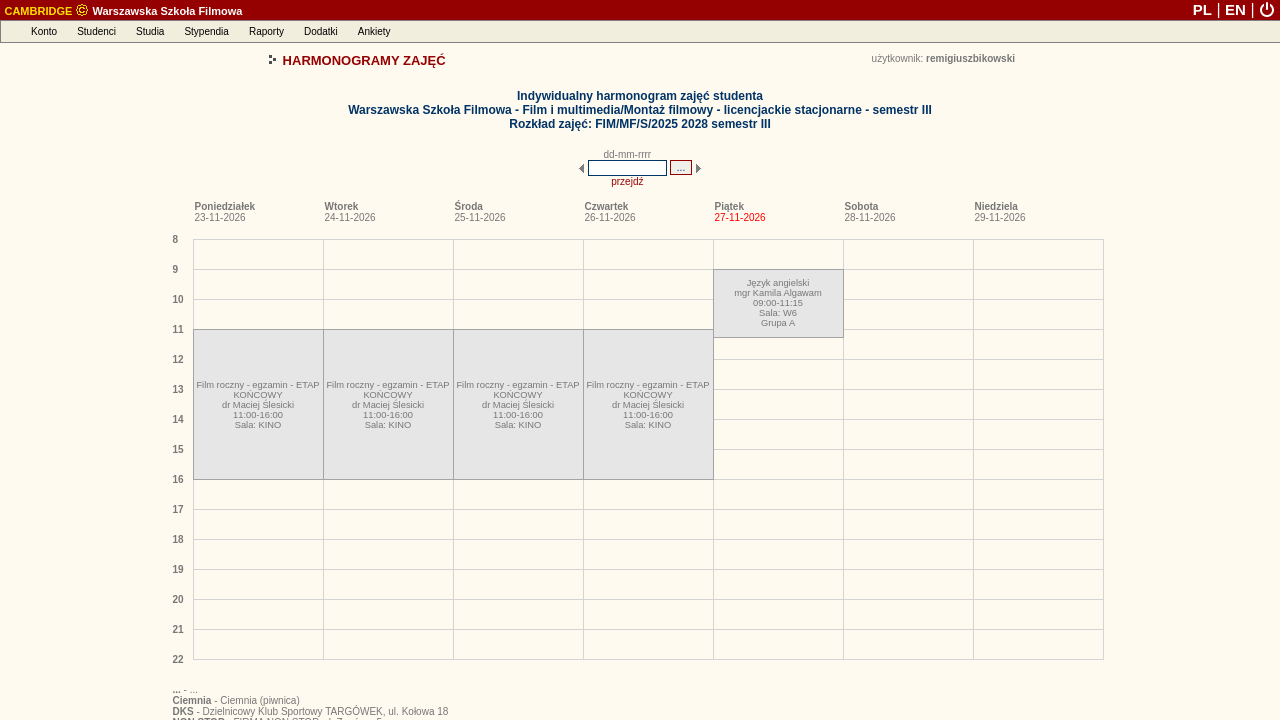 CAMBRIDGE Warszawska Szkoła Filmowa PL | EN |
Konto Studenci Studia Stypendia Raporty Dodatki Ankiety
HARMONOGRAMY ZAJĘĆ użytkownik: remigiuszbikowski
Indywidualny harmonogram zajęć studenta
Warszawska Szkoła Filmowa - Film i multimedia/Montaż filmowy - licencjackie stacjonarne - semestr III
Rozkład zajęć: FIM/MF/S/2025 2028 semestr III
dd-mm-rrrr
...
przejdź
Poniedziałek Wtorek Środa Czwartek Piątek Sobota Niedziela
23-11-2026 24-11-2026 25-11-2026 26-11-2026 27-11-2026 28-11-2026 29-11-2026
8
9
Język angielski
mgr Kamila Algawam
10
09:00-11:15
Sala: W6
Grupa A
11
12
Film roczny - egzamin - ETAP Film roczny - egzamin - ETAP Film roczny - egzamin - ETAP Film roczny - egzamin - ETAP
13
KOŃCOWY KOŃCOWY KOŃCOWY KOŃCOWY
dr Maciej Ślesicki dr Maciej Ślesicki dr Maciej Ślesicki dr Maciej Ślesicki
11:00-16:00 11:00-16:00 11:00-16:00 11:00-16:00
14
Sala: KINO Sala: KINO Sala: KINO Sala: KINO
15
16
17
18
19
20
21
22
... - ...
Ciemnia - Ciemnia (piwnica)
DKS - Dzielnicowy Klub Sportowy TARGÓWEK, ul. Kołowa 18